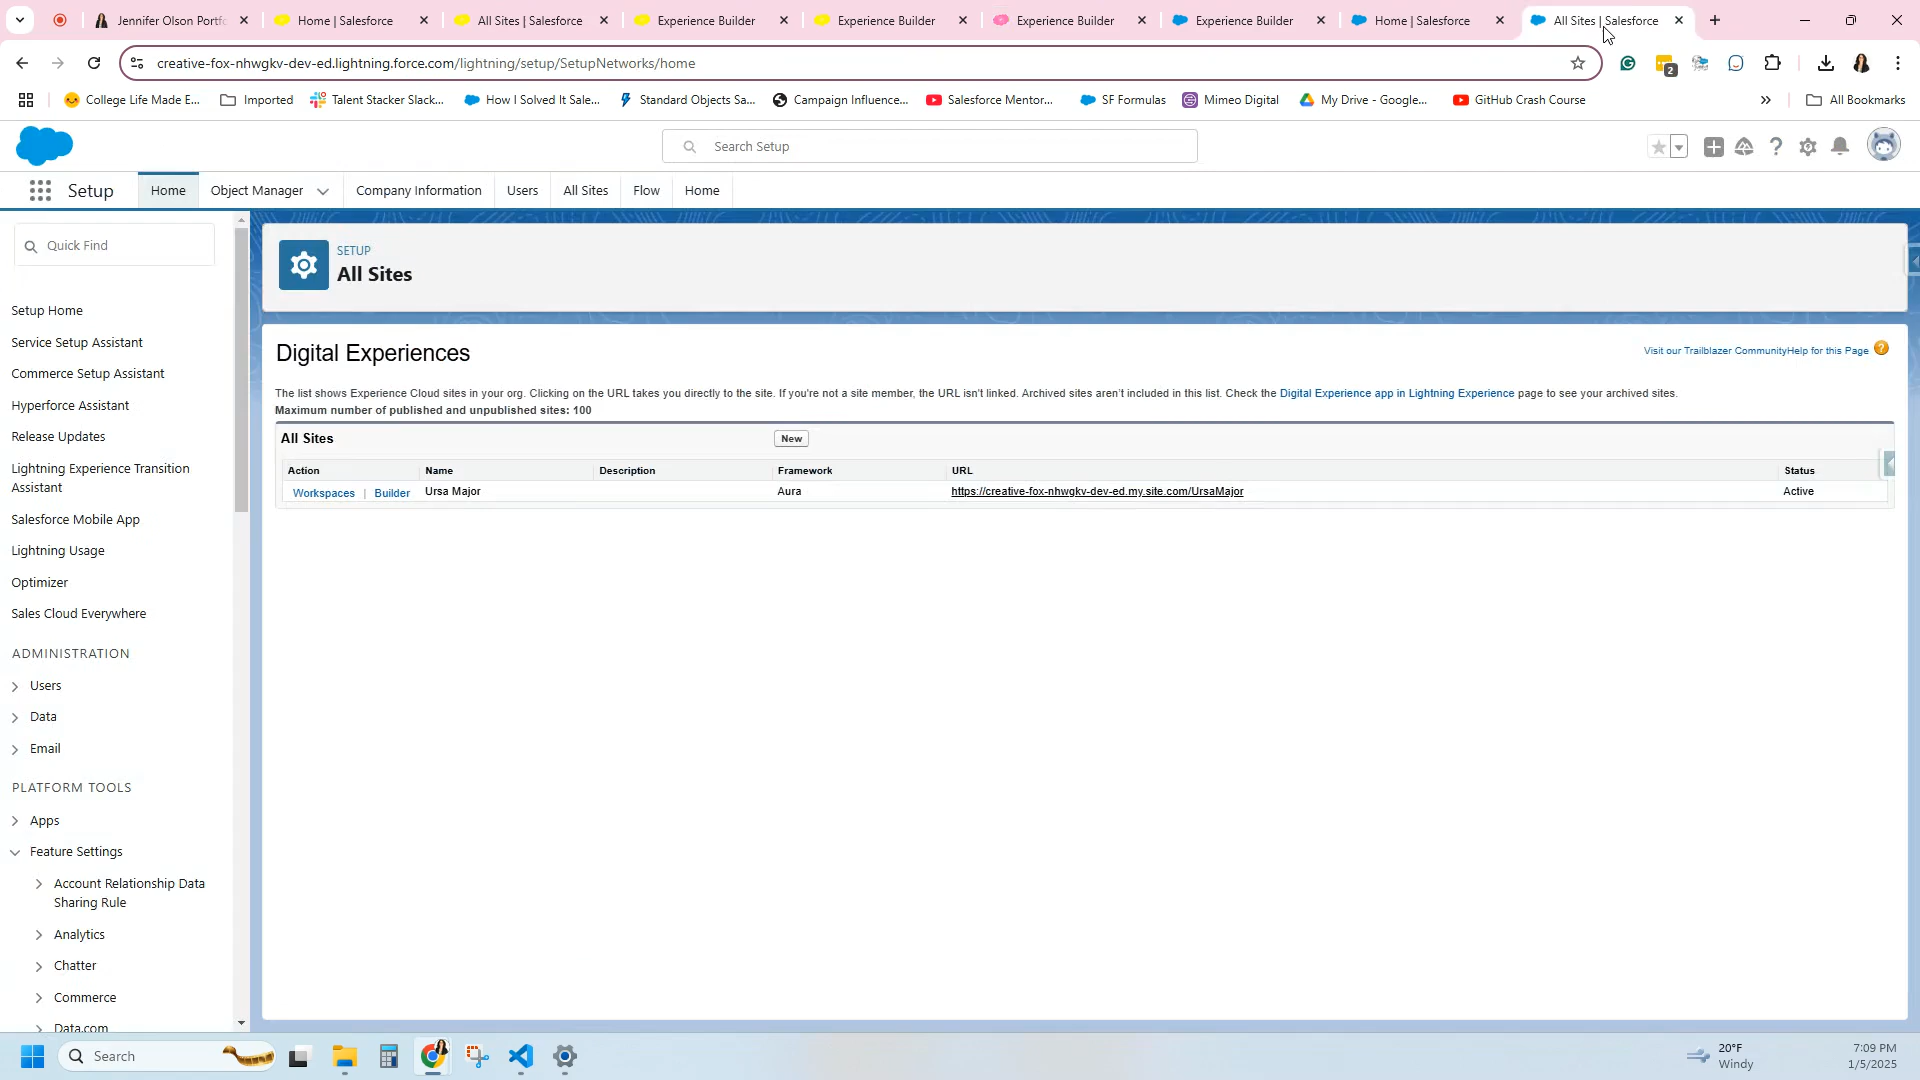 Jennifer Olson Portfo
Home | Salesforce
All Sites | Salesforce
Experience Builder
Experience Builder
Experience Builder
Experience Builder
Home | Salesforce
All Sites | Salesforce
creative-fox-nhwgkv-dev-ed.lightning.force.com/lightning/setup/SetupNetworks/home
2
College Life Made E...
Imported
Talent Stacker Slack...
How I Solved It Sale...
Standard Objects Sa...
Campaign Influence...
Salesforce Mentor...
SF Formulas
Mimeo Digital
My Drive - Google...
GitHub Crash Course
All Bookmarks
Search Setup
Setup
Home
Object Manager
Company Information
Users
All Sites
Flow
Home
Quick Find
Setup Home
Service Setup Assistant
Commerce Setup Assistant
Hyperforce Assistant
Release Updates
Lightning Experience Transition
Assistant
Salesforce Mobile App
Lightning Usage
Optimizer
Sales Cloud Everywhere
ADMINISTRATION
Users
Data
Email
PLATFORM TOOLS
Apps
Feature Settings
Account Relationship Data
Sharing Rule
Analytics
Chatter
Commerce
Data.com
SETUP
All Sites
Digital Experiences
Visit our Trailblazer CommunityHelp for this Page ?
The list shows Experience Cloud sites in your org. Clicking on the URL takes you directly to the site. If you're not a site member, the URL isn't linked. Archived sites aren't included in this list. Check the Digital Experience app in Lightning Experience page to see your archived sites.
Maximum number of published and unpublished sites: 100
All Sites
New
Action Name Description Framework URL Status
Workspaces | Builder Ursa Major Aura https://creative-fox-nhwgkv-dev-ed.my.site.com/UrsaMajor Active
Search
20°F
Windy
7:09 PM
1/5/2025